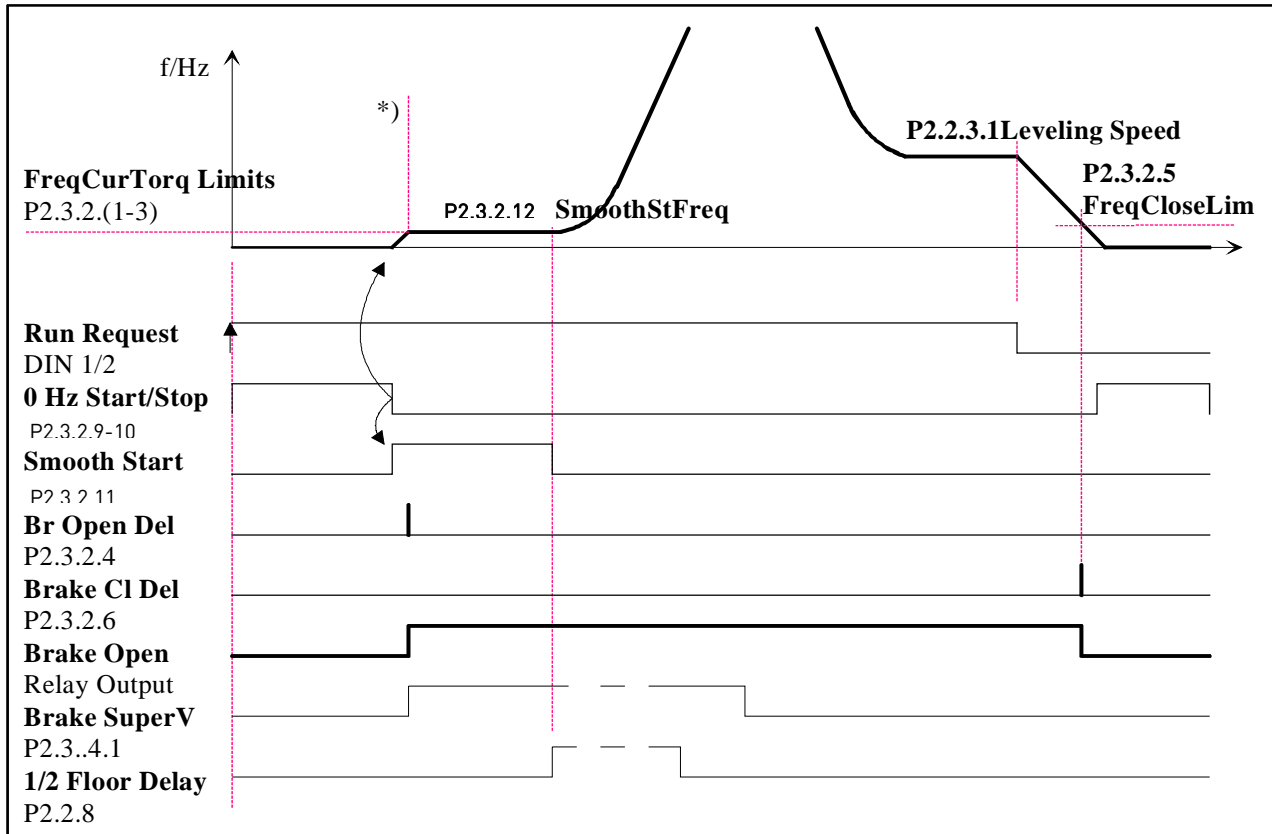 f/Hz
*)
P2.2.3.1Leveling Speed
P2.3.2.5
FreqCloseLim
FreqCurTorq Limits
P2.3.2.(1-3)
P2.3.2.12 SmoothStFreq
Run Request
DIN 1/2
0 Hz Start/Stop
P2.3.2.9-10
Smooth Start
P2.3.2.11
Br Open Del
P2.3.2.4
Brake Cl Del
P2.3.2.6
Brake Open
Relay Output
Brake SuperV
P2.3..4.1
1/2 Floor Delay
P2.2.8